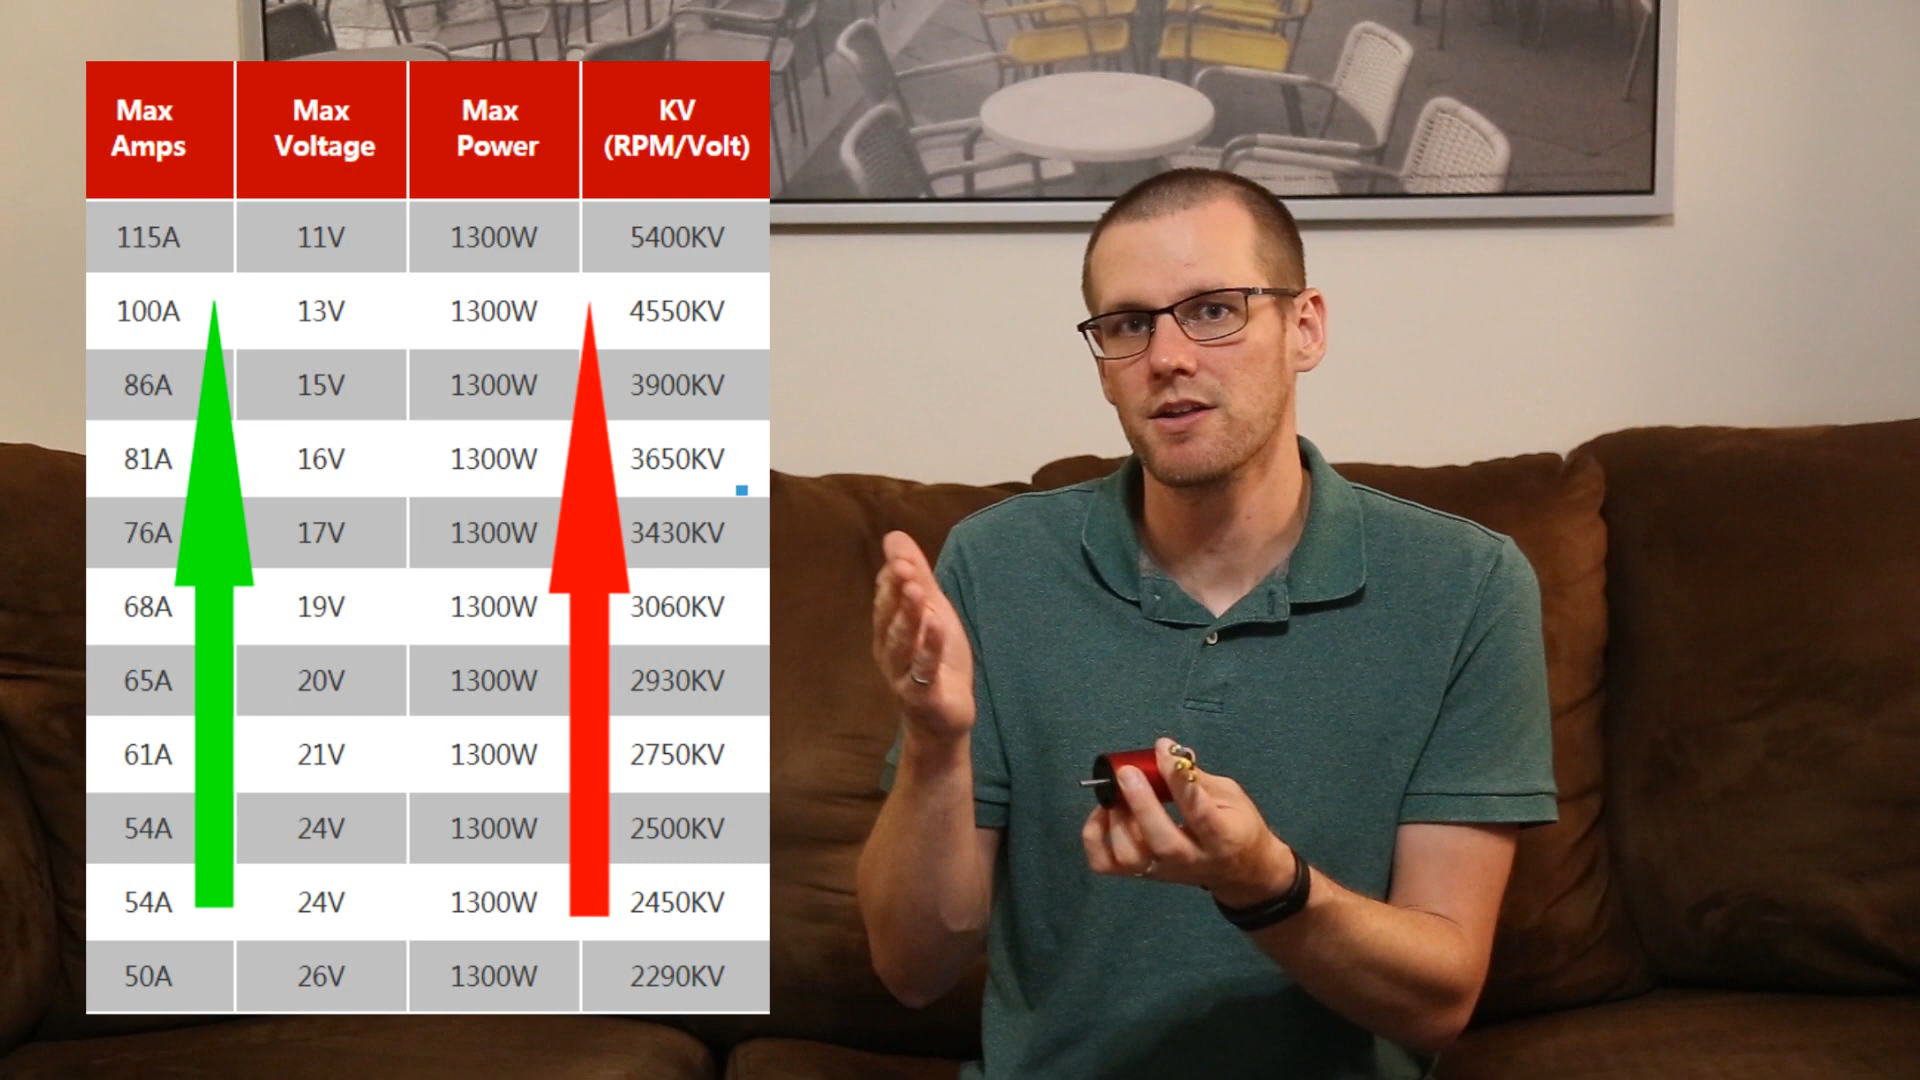 Max Amps Max Voltage Max Power KV (RPM/Volt)
115A 11V 1300W 5400KV
100A 13V 1300W 4550KV
86A 15V 1300W 3900KV
81A 16V 1300W 3650KV
76A 17V 1300W 3430KV
68A 19V 1300W 3060KV
65A 20V 1300W 2930KV
61A 21V 1300W 2750KV
54A 24V 1300W 2500KV
54A 24V 1300W 2450KV
50A 26V 1300W 2290KV